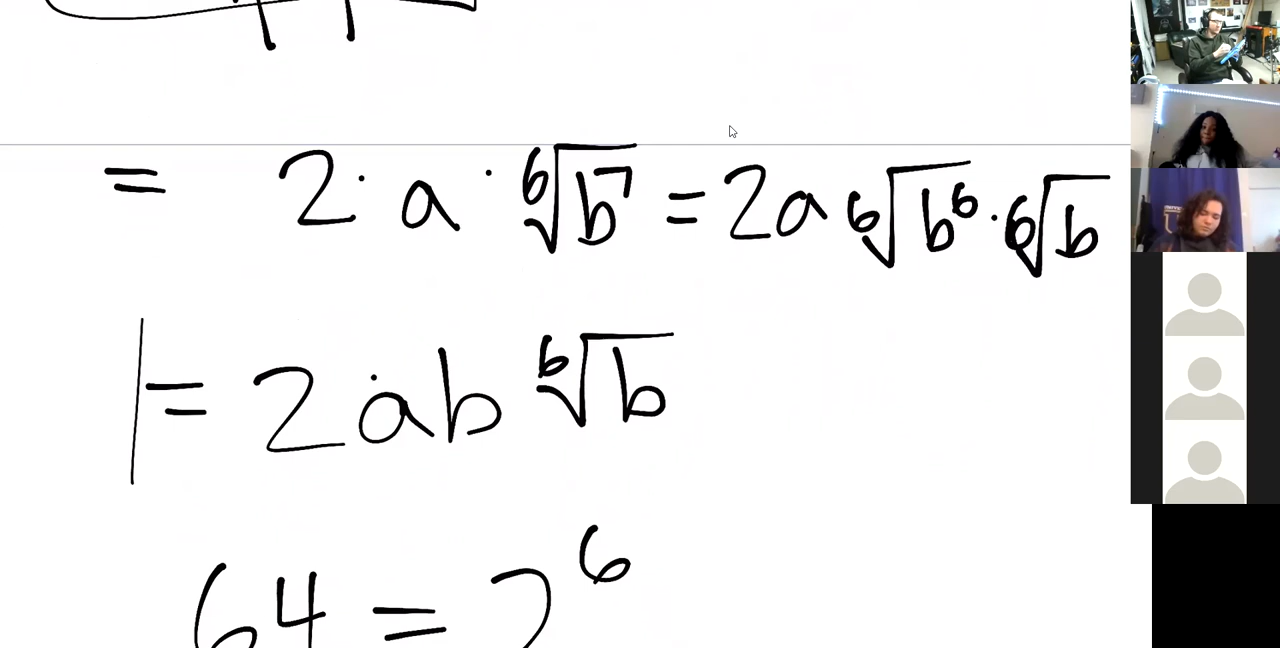 = 2 · a · ⁶√b⁷ = 2a ⁶√b⁶ · ⁶√b
= 2ab ⁶√b
64 = 2⁶